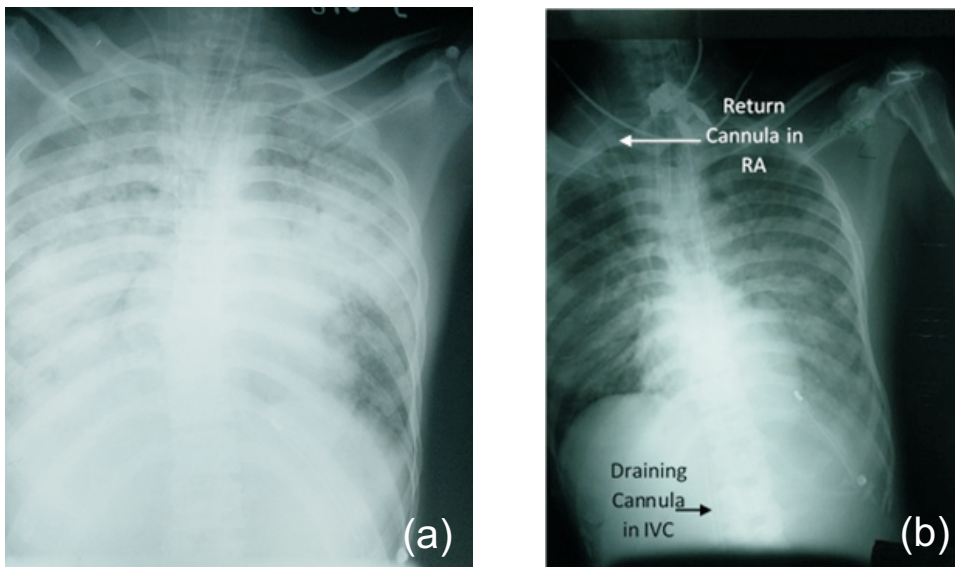 Return
Cannula in
RA
Draining
Cannula
in IVC
(a)
(b)